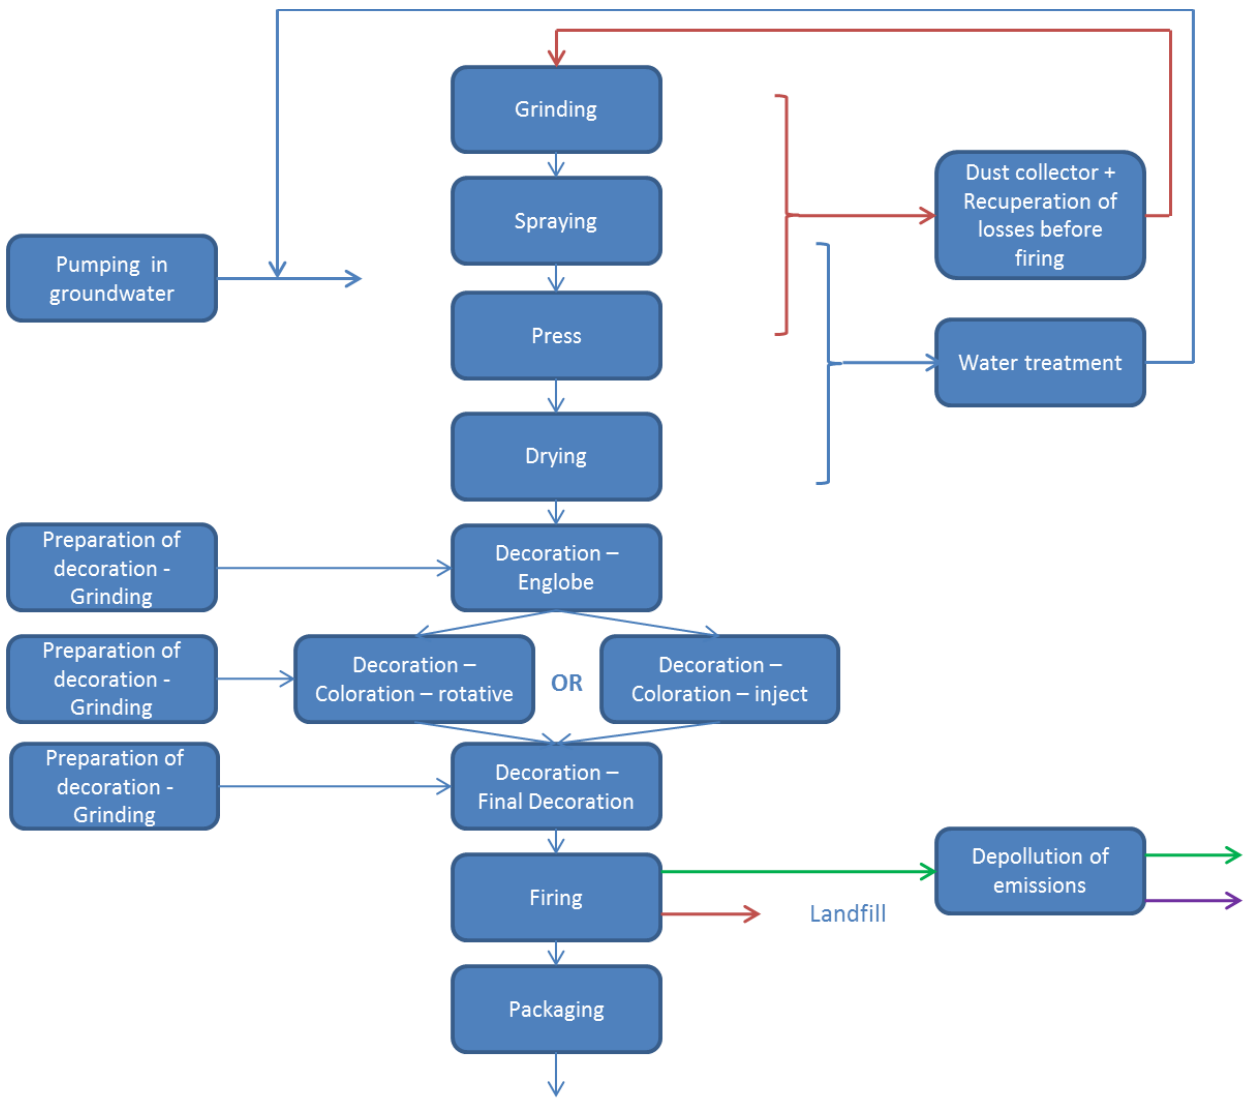 Grinding
Dust collector +
Recuperation of
losses before
firing
Spraying
Pumping in
groundwater
Press
Water treatment
Drying
Preparation of
decoration -
Grinding
Decoration –
Englobe
Preparation of
decoration -
Grinding
Decoration –
Coloration – rotative
OR
Decoration –
Coloration – inject
Preparation of
decoration -
Grinding
Decoration –
Final Decoration
Depollution of
emissions
Firing
Landfill
Packaging